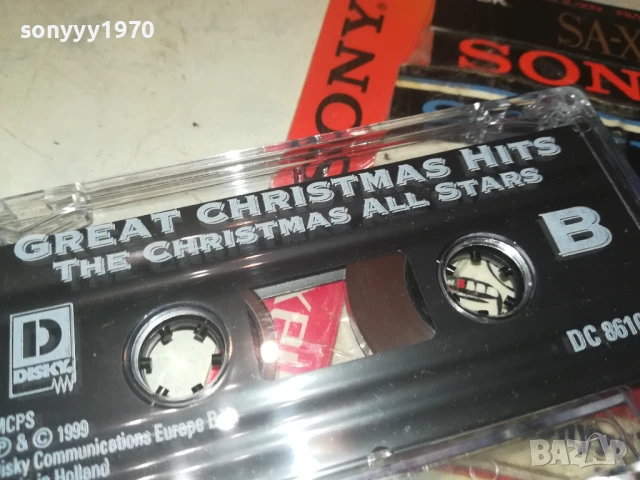 sonyyy1970
SONY
SA-X
SON
GREAT CHRISTMAS HITS
THE CHRISTMAS ALL STARS
B
D
DISKY
DC 8610
MCPS
℗ & © 1999
Disky Communications Europe B
in Holland
BAZAR